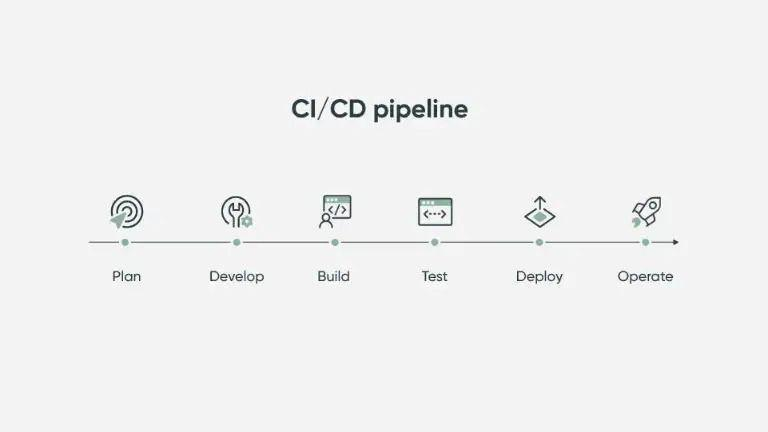 CI/CD pipeline
Plan
Develop
Build
Test
Deploy
Operate